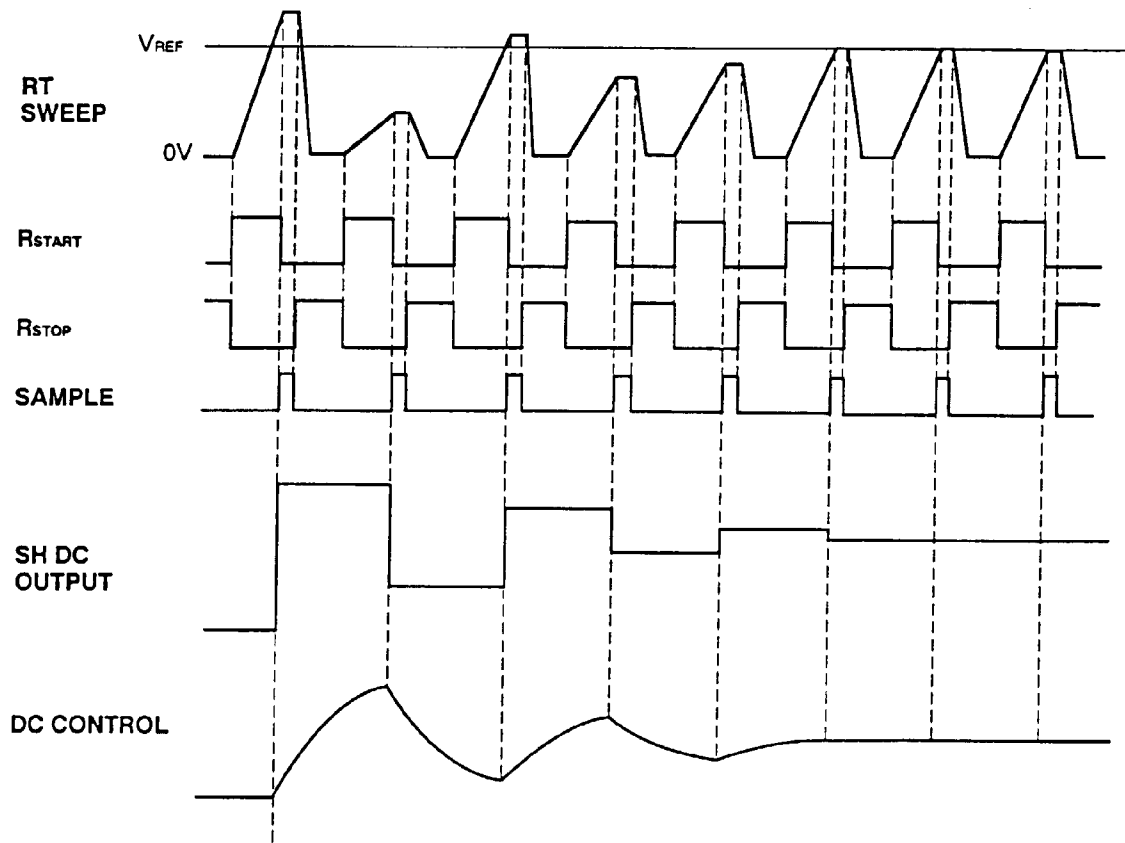 VREF
RT
SWEEP
0V
RSTART
RSTOP
SAMPLE
SH DC
OUTPUT
DC CONTROL